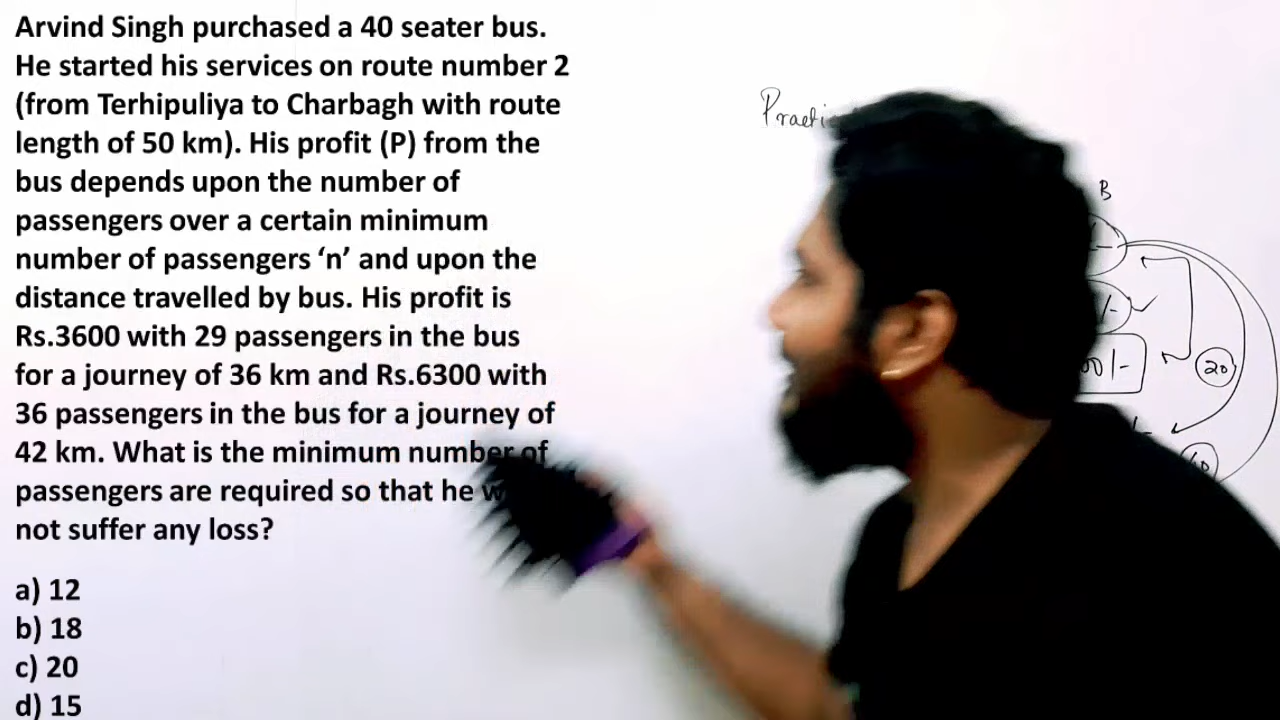 Arvind Singh purchased a 40 seater bus.
He started his services on route number 2
(from Terhipuliya to Charbagh with route
length of 50 km). His profit (P) from the
bus depends upon the number of
passengers over a certain minimum
number of passengers ‘n’ and upon the
distance travelled by bus. His profit is
Rs.3600 with 29 passengers in the bus
for a journey of 36 km and Rs.6300 with
36 passengers in the bus for a journey of
42 km. What is the minimum number of
passengers are required so that he
not suffer any loss?
a) 12
b) 18
c) 20
d) 15
B
20